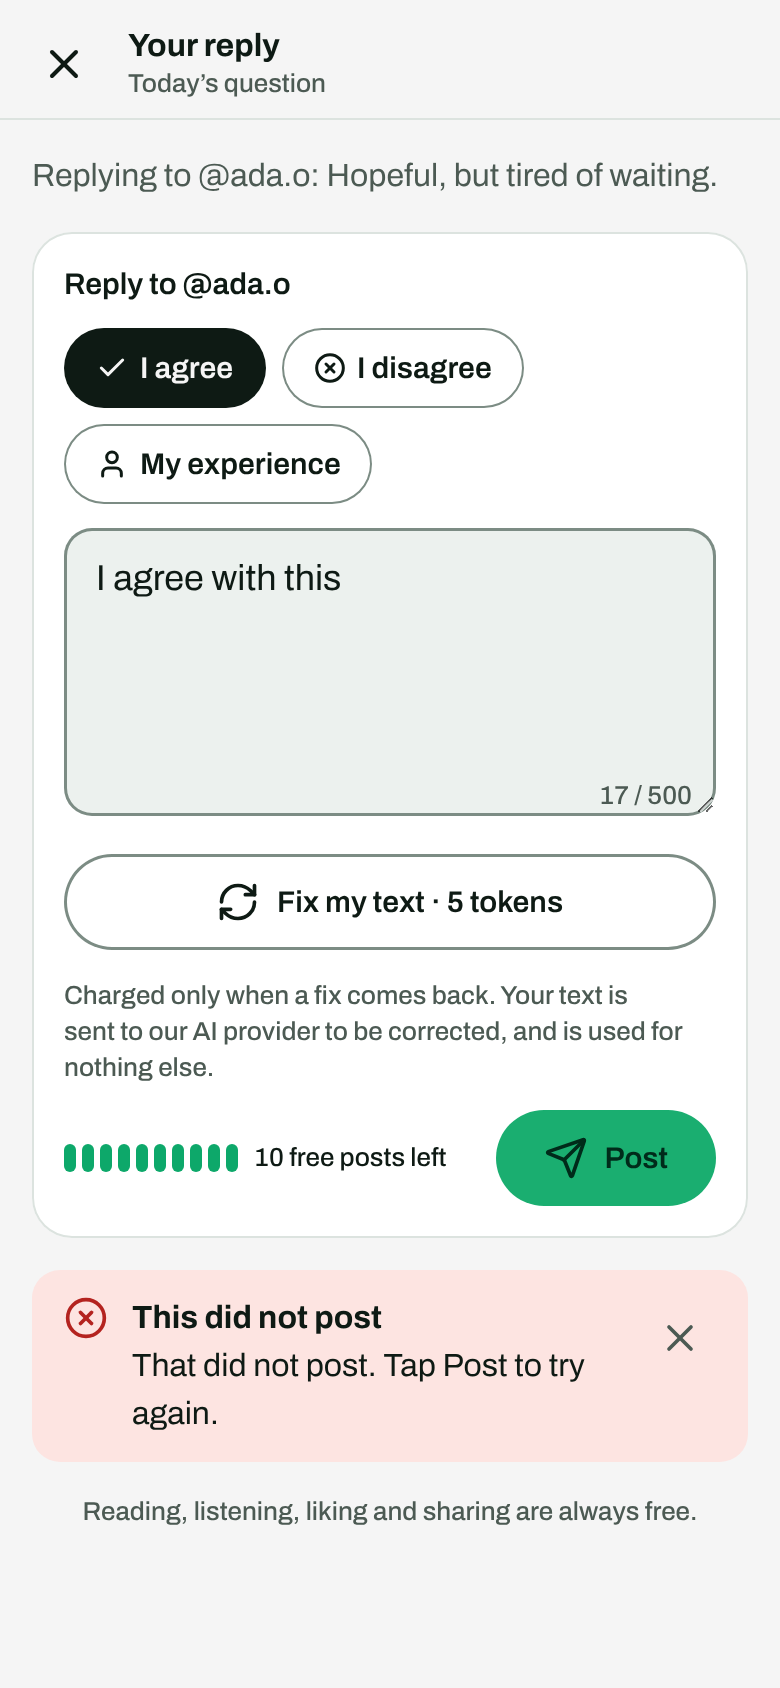 Your reply
Today’s question
Replying to @ada.o: Hopeful, but tired of waiting.
Reply to @ada.o
I agree
I disagree
My experience
I agree with this
17 / 500
Fix my text · 5 tokens
Charged only when a fix comes back. Your text is
sent to our AI provider to be corrected, and is used for
nothing else.
10 free posts left
Post
This did not post
That did not post. Tap Post to try
again.
Reading, listening, liking and sharing are always free.